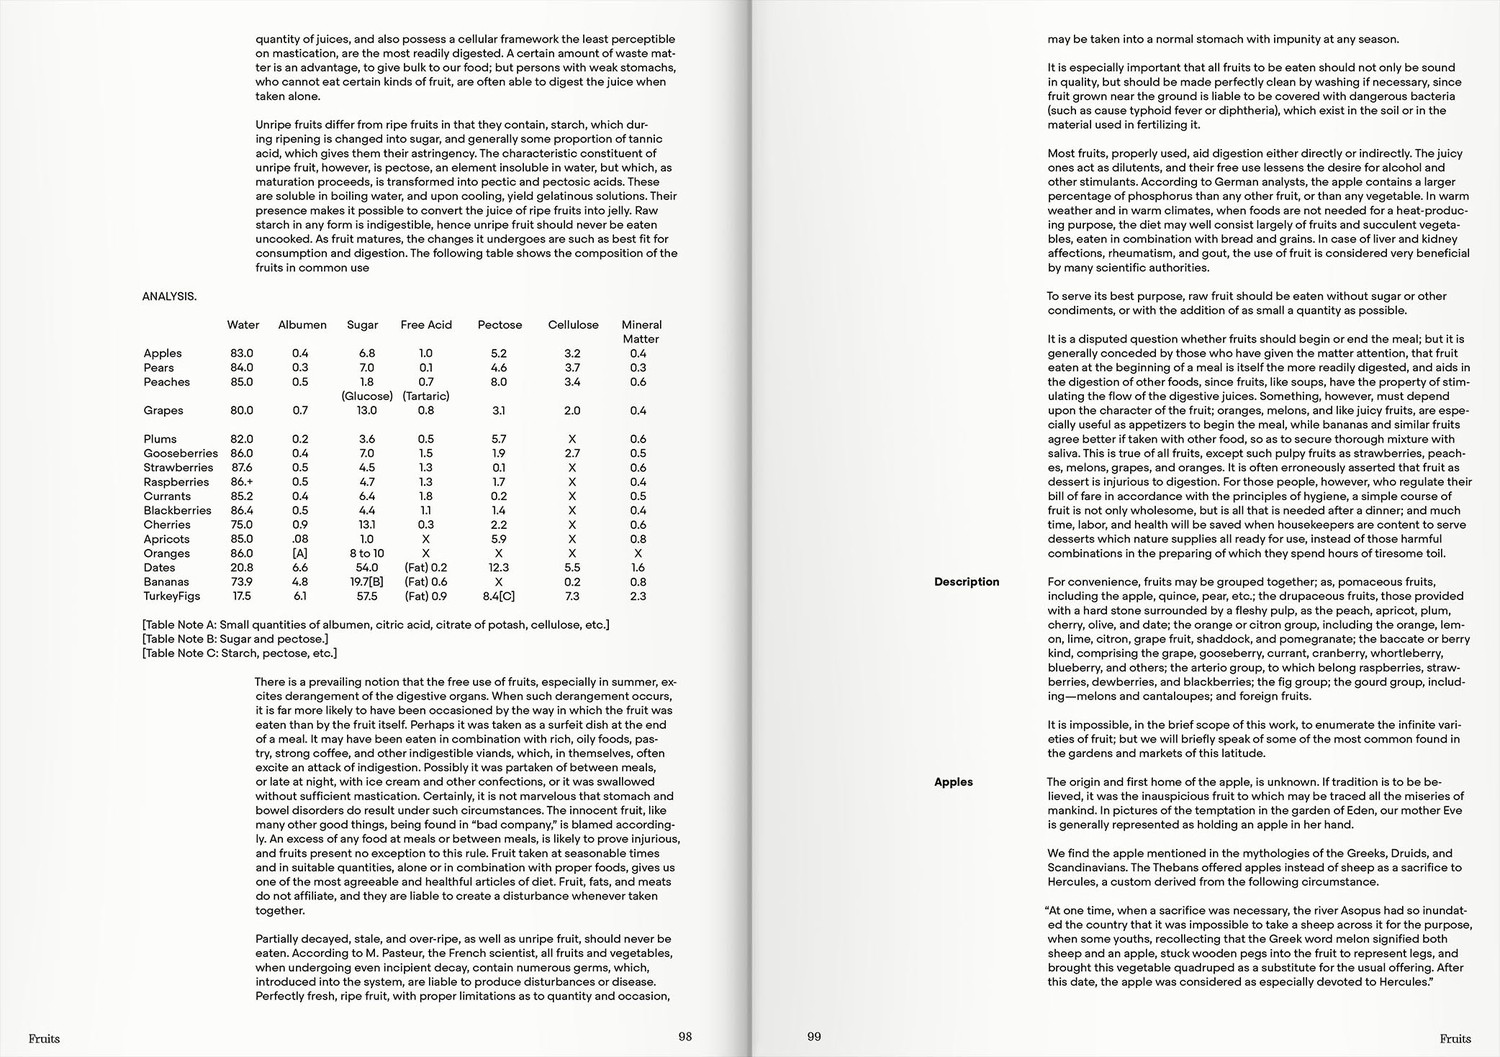 quantity of juices, and also possess a cellular framework the least perceptible
on mastication, are the most readily digested. A certain amount of waste mat-
ter is an advantage, to give bulk to our food; but persons with weak stomachs,
who cannot eat certain kinds of fruit, are often able to digest the juice when
taken alone.
Unripe fruits differ from ripe fruits in that they contain, starch, which dur-
ing ripening is changed into sugar, and generally some proportion of tannic
acid, which gives them their astringency. The characteristic constituent of
unripe fruit, however, is pectose, an element insoluble in water, but which, as
maturation proceeds, is transformed into pectic and pectosic acids. These
are soluble in boiling water, and upon cooling, yield gelatinous solutions. Their
presence makes it possible to convert the juice of ripe fruits into jelly. Raw
starch in any form is indigestible, hence unripe fruit should never be eaten
uncooked. As fruit matures, the changes it undergoes are such as best fit for
consumption and digestion. The following table shows the composition of the
fruits in common use
ANALYSIS.
Water Albumen Sugar Free Acid Pectose Cellulose Mineral
Matter
Apples 83.0 0.4 6.8 1.0 5.2 3.2 0.4
Pears 84.0 0.3 7.0 0.1 4.6 3.7 0.3
Peaches 85.0 0.5 1.8 0.7 8.0 3.4 0.6
(Glucose) (Tartaric)
Grapes 80.0 0.7 13.0 0.8 3.1 2.0 0.4
Plums 82.0 0.2 3.6 0.5 5.7 X 0.6
Gooseberries 86.0 0.4 7.0 1.5 1.9 2.7 0.5
Strawberries 87.6 0.5 4.5 1.3 0.1 X 0.6
Raspberries 86.+ 0.5 4.7 1.3 1.7 X 0.4
Currants 85.2 0.4 6.4 1.8 0.2 X 0.5
Blackberries 86.4 0.5 4.4 1.1 1.4 X 0.4
Cherries 75.0 0.9 13.1 0.3 2.2 X 0.6
Apricots 85.0 .08 1.0 X 5.9 X 0.8
Oranges 86.0 [A] 8 to 10 X X X X
Dates 20.8 6.6 54.0 (Fat) 0.2 12.3 5.5 1.6
Bananas 73.9 4.8 19.7[B] (Fat) 0.6 X 0.2 0.8
TurkeyFigs 17.5 6.1 57.5 (Fat) 0.9 8.4[C] 7.3 2.3
[Table Note A: Small quantities of albumen, citric acid, citrate of potash, cellulose, etc.]
[Table Note B: Sugar and pectose.]
[Table Note C: Starch, pectose, etc.]
There is a prevailing notion that the free use of fruits, especially in summer, ex-
cites derangement of the digestive organs. When such derangement occurs,
it is far more likely to have been occasioned by the way in which the fruit was
eaten than by the fruit itself. Perhaps it was taken as a surfeit dish at the end
of a meal. It may have been eaten in combination with rich, oily foods, pas-
try, strong coffee, and other indigestible viands, which, in themselves, often
excite an attack of indigestion. Possibly it was partaken of between meals,
or late at night, with ice cream and other confections, or it was swallowed
without sufficient mastication. Certainly, it is not marvelous that stomach and
bowel disorders do result under such circumstances. The innocent fruit, like
many other good things, being found in “bad company,” is blamed according-
ly. An excess of any food at meals or between meals, is likely to prove injurious,
and fruits present no exception to this rule. Fruit taken at seasonable times
and in suitable quantities, alone or in combination with proper foods, gives us
one of the most agreeable and healthful articles of diet. Fruit, fats, and meats
do not affiliate, and they are liable to create a disturbance whenever taken
together.
Partially decayed, stale, and over-ripe, as well as unripe fruit, should never be
eaten. According to M. Pasteur, the French scientist, all fruits and vegetables,
when undergoing even incipient decay, contain numerous germs, which,
introduced into the system, are liable to produce disturbances or disease.
Perfectly fresh, ripe fruit, with proper limitations as to quantity and occasion,
Fruits
98
may be taken into a normal stomach with impunity at any season.
It is especially important that all fruits to be eaten should not only be sound
in quality, but should be made perfectly clean by washing if necessary, since
fruit grown near the ground is liable to be covered with dangerous bacteria
(such as cause typhoid fever or diphtheria), which exist in the soil or in the
material used in fertilizing it.
Most fruits, properly used, aid digestion either directly or indirectly. The juicy
ones act as dilutents, and their free use lessens the desire for alcohol and
other stimulants. According to German analysts, the apple contains a larger
percentage of phosphorus than any other fruit, or than any vegetable. In warm
weather and in warm climates, when foods are not needed for a heat-produc-
ing purpose, the diet may well consist largely of fruits and succulent vegeta-
bles, eaten in combination with bread and grains. In case of liver and kidney
affections, rheumatism, and gout, the use of fruit is considered very beneficial
by many scientific authorities.
To serve its best purpose, raw fruit should be eaten without sugar or other
condiments, or with the addition of as small a quantity as possible.
It is a disputed question whether fruits should begin or end the meal; but it is
generally conceded by those who have given the matter attention, that fruit
eaten at the beginning of a meal is itself the more readily digested, and aids in
the digestion of other foods, since fruits, like soups, have the property of stim-
ulating the flow of the digestive juices. Something, however, must depend
upon the character of the fruit; oranges, melons, and like juicy fruits, are espe-
cially useful as appetizers to begin the meal, while bananas and similar fruits
agree better if taken with other food, so as to secure thorough mixture with
saliva. This is true of all fruits, except such pulpy fruits as strawberries, peach-
es, melons, grapes, and oranges. It is often erroneously asserted that fruit as
dessert is injurious to digestion. For those people, however, who regulate their
bill of fare in accordance with the principles of hygiene, a simple course of
fruit is not only wholesome, but is all that is needed after a dinner; and much
time, labor, and health will be saved when housekeepers are content to serve
desserts which nature supplies all ready for use, instead of those harmful
combinations in the preparing of which they spend hours of tiresome toil.
Description
For convenience, fruits may be grouped together; as, pomaceous fruits,
including the apple, quince, pear, etc.; the drupaceous fruits, those provided
with a hard stone surrounded by a fleshy pulp, as the peach, apricot, plum,
cherry, olive, and date; the orange or citron group, including the orange, lem-
on, lime, citron, grape fruit, shaddock, and pomegranate; the baccate or berry
kind, comprising the grape, gooseberry, currant, cranberry, whortleberry,
blueberry, and others; the arterio group, to which belong raspberries, straw-
berries, dewberries, and blackberries; the fig group; the gourd group, includ-
ing—melons and cantaloupes; and foreign fruits.
It is impossible, in the brief scope of this work, to enumerate the infinite vari-
eties of fruit; but we will briefly speak of some of the most common found in
the gardens and markets of this latitude.
Apples
The origin and first home of the apple, is unknown. If tradition is to be be-
lieved, it was the inauspicious fruit to which may be traced all the miseries of
mankind. In pictures of the temptation in the garden of Eden, our mother Eve
is generally represented as holding an apple in her hand.
We find the apple mentioned in the mythologies of the Greeks, Druids, and
Scandinavians. The Thebans offered apples instead of sheep as a sacrifice to
Hercules, a custom derived from the following circumstance.
“At one time, when a sacrifice was necessary, the river Asopus had so inundat-
ed the country that it was impossible to take a sheep across it for the purpose,
when some youths, recollecting that the Greek word melon signified both
sheep and an apple, stuck wooden pegs into the fruit to represent legs, and
brought this vegetable quadruped as a substitute for the usual offering. After
this date, the apple was considered as especially devoted to Hercules.”
99
Fruits